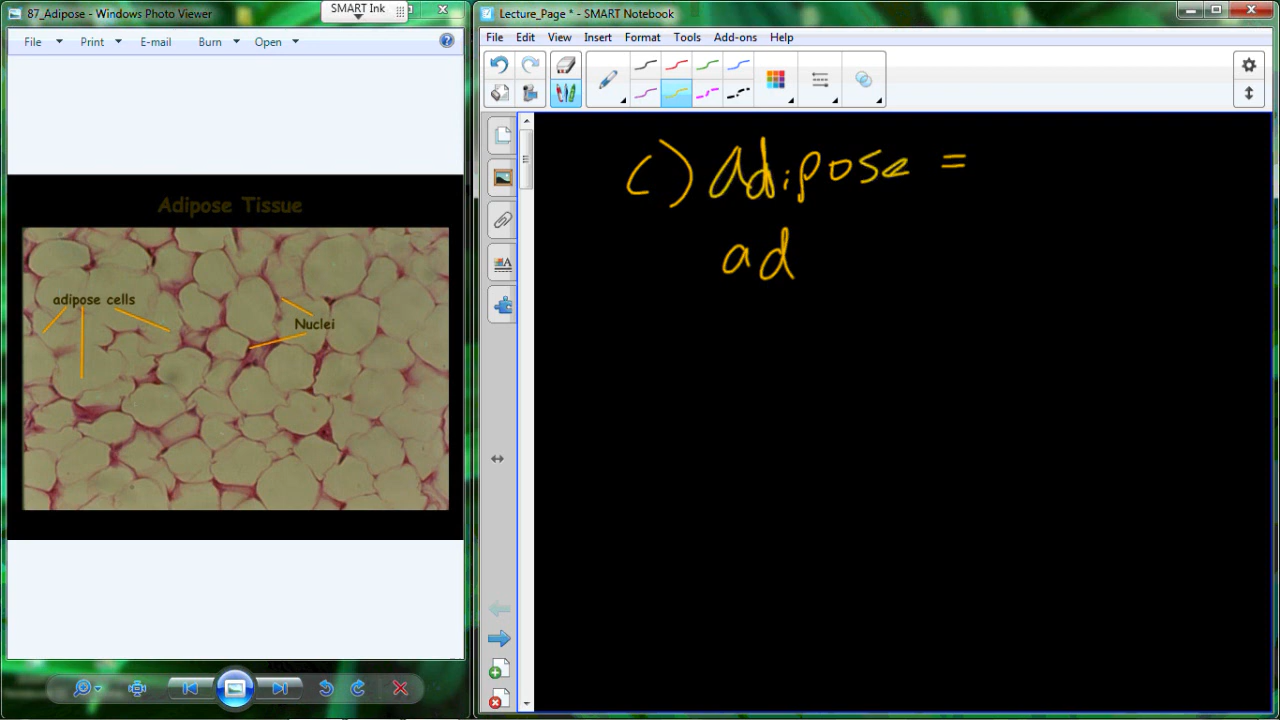 87_Adipose - Windows Photo Viewer
SMART Ink
File Print E-mail Burn Open
Adipose Tissue
adipose cells
Nuclei
Lecture_Page * - SMART Notebook
File Edit View Insert Format Tools Add-ons Help
c) adipose =
ad